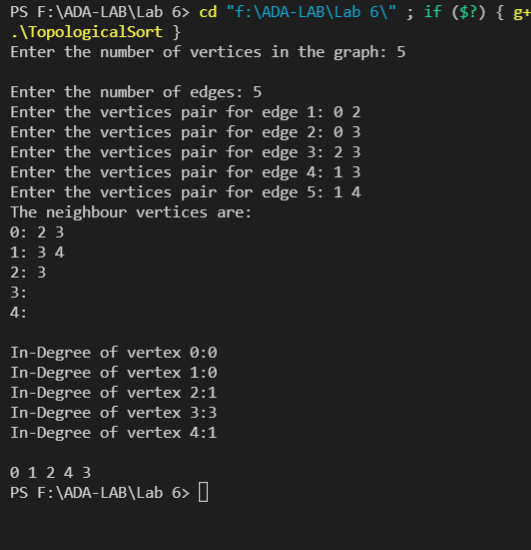 PS F:\ADA-LAB\Lab 6> cd "f:\ADA-LAB\Lab 6\" ; if ($?) { g+
.\TopologicalSort }
Enter the number of vertices in the graph: 5
Enter the number of edges: 5
Enter the vertices pair for edge 1: 0 2
Enter the vertices pair for edge 2: 0 3
Enter the vertices pair for edge 3: 2 3
Enter the vertices pair for edge 4: 1 3
Enter the vertices pair for edge 5: 1 4
The neighbour vertices are:
0: 2 3
1: 3 4
2: 3
3:
4:
In-Degree of vertex 0:0
In-Degree of vertex 1:0
In-Degree of vertex 2:1
In-Degree of vertex 3:3
In-Degree of vertex 4:1
0 1 2 4 3
PS F:\ADA-LAB\Lab 6>